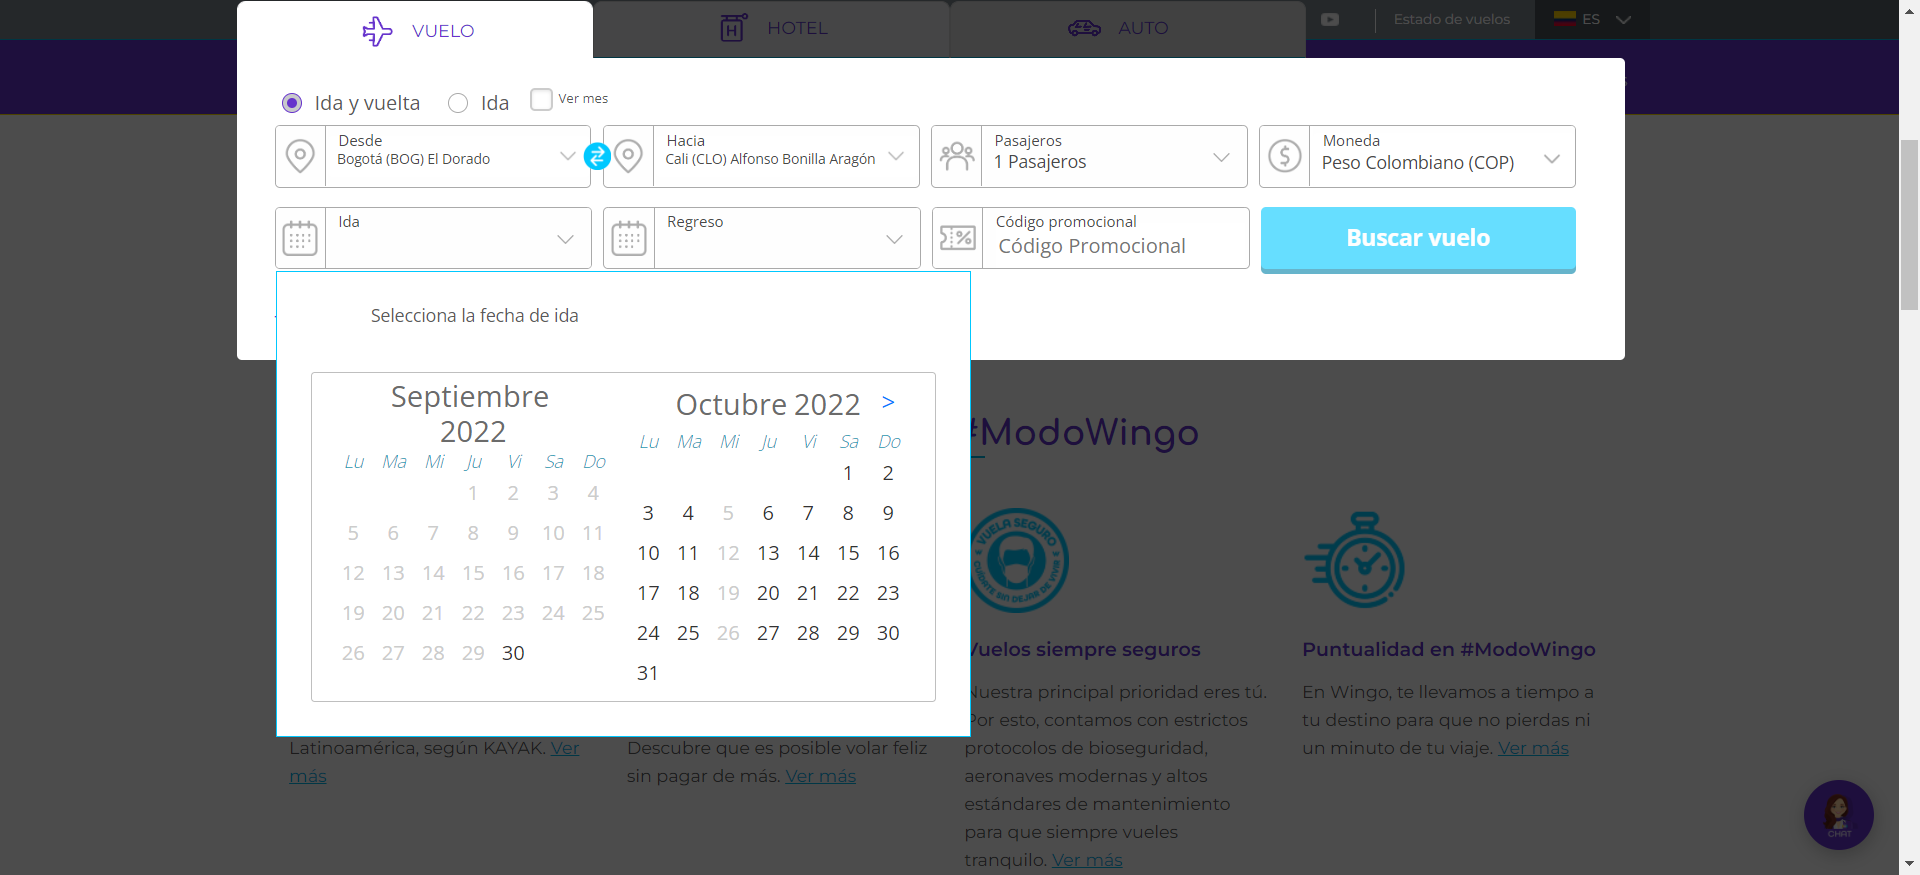 VUELO
HOTEL
AUTO
Estado de vuelos
ES
Ida y vuelta
Ida
Ver mes
Desde
Bogotá (BOG) El Dorado
Hacia
Cali (CLO) Alfonso Bonilla Aragón
Pasajeros
1 Pasajeros
Moneda
Peso Colombiano (COP)
Ida
Regreso
Código promocional
Código Promocional
Buscar vuelo
Selecciona la fecha de ida
Septiembre
2022
Lu Ma Mi Ju Vi Sa Do
1 2 3 4
5 6 7 8 9 10 11
12 13 14 15 16 17 18
19 20 21 22 23 24 25
26 27 28 29 30
Octubre 2022 >
Lu Ma Mi Ju Vi Sa Do
1 2
3 4 5 6 7 8 9
10 11 12 13 14 15 16
17 18 19 20 21 22 23
24 25 26 27 28 29 30
31
#ModoWingo
Latinoamérica, según KAYAK. Ver
más
Descubre que es posible volar feliz
sin pagar de más. Ver más
VUELA SEGURO
CUÍDATE SIN DEJAR DE VIVIR
Vuelos siempre seguros
Nuestra principal prioridad eres tú.
Por esto, contamos con estrictos
protocolos de bioseguridad,
aeronaves modernas y altos
estándares de mantenimiento
para que siempre vueles
tranquilo. Ver más
Puntualidad en #ModoWingo
En Wingo, te llevamos a tiempo a
tu destino para que no pierdas ni
un minuto de tu viaje. Ver más
CHAT